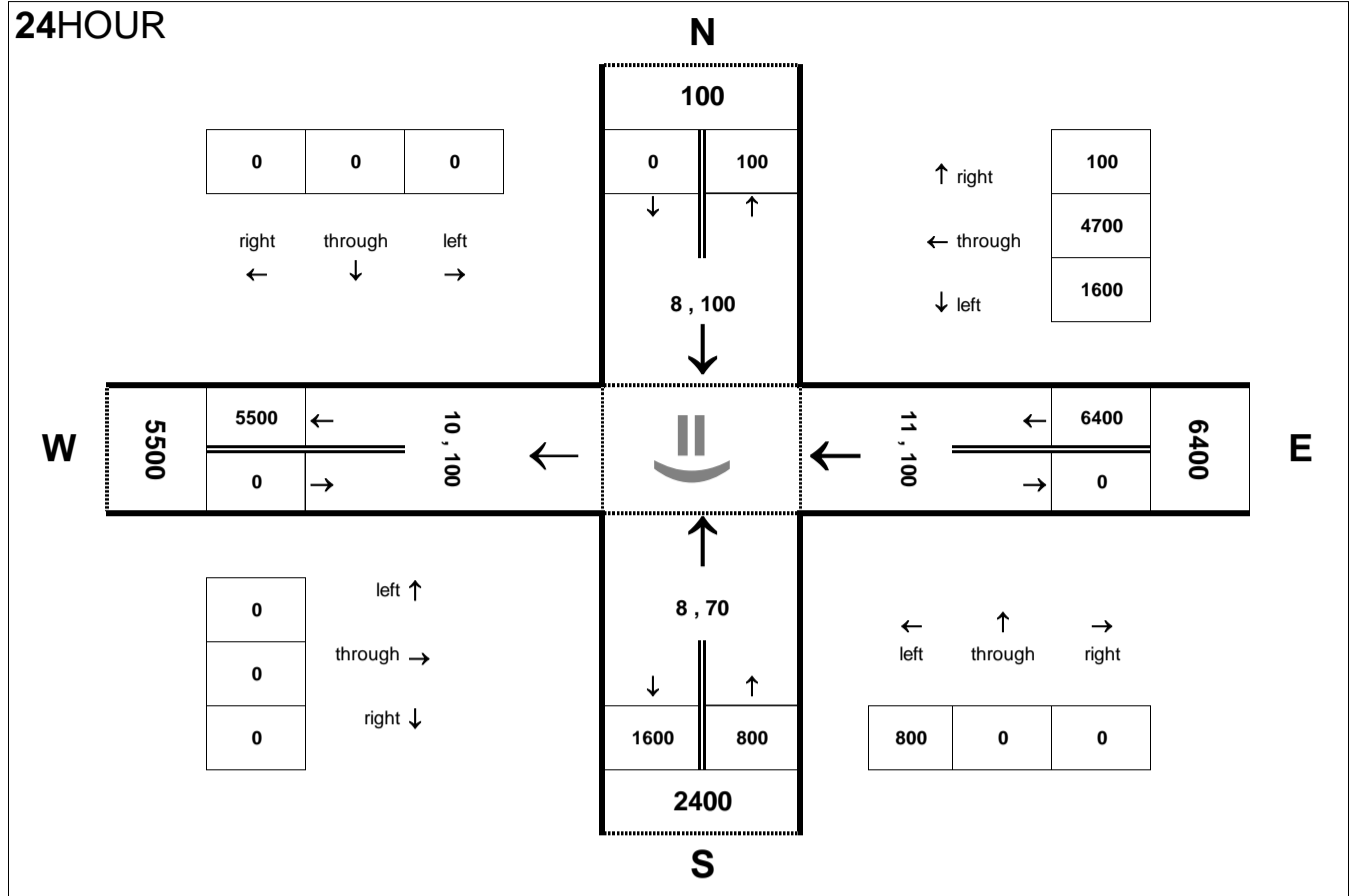 24HOUR
N
100
0 0 0
0 100
↑ right 100
← through 4700
↓ left 1600
right through left
← ↓ →
↓ ↑
8 , 100
↓
W
5500
5500 ←
0 →
10 , 100
←
←
11 , 100
← 6400
→ 0
6400
E
↑
8 , 70
0 left ↑
0 through →
0 right ↓
← ↑ →
left through right
↓ ↑
1600 800
800 0 0
2400
S